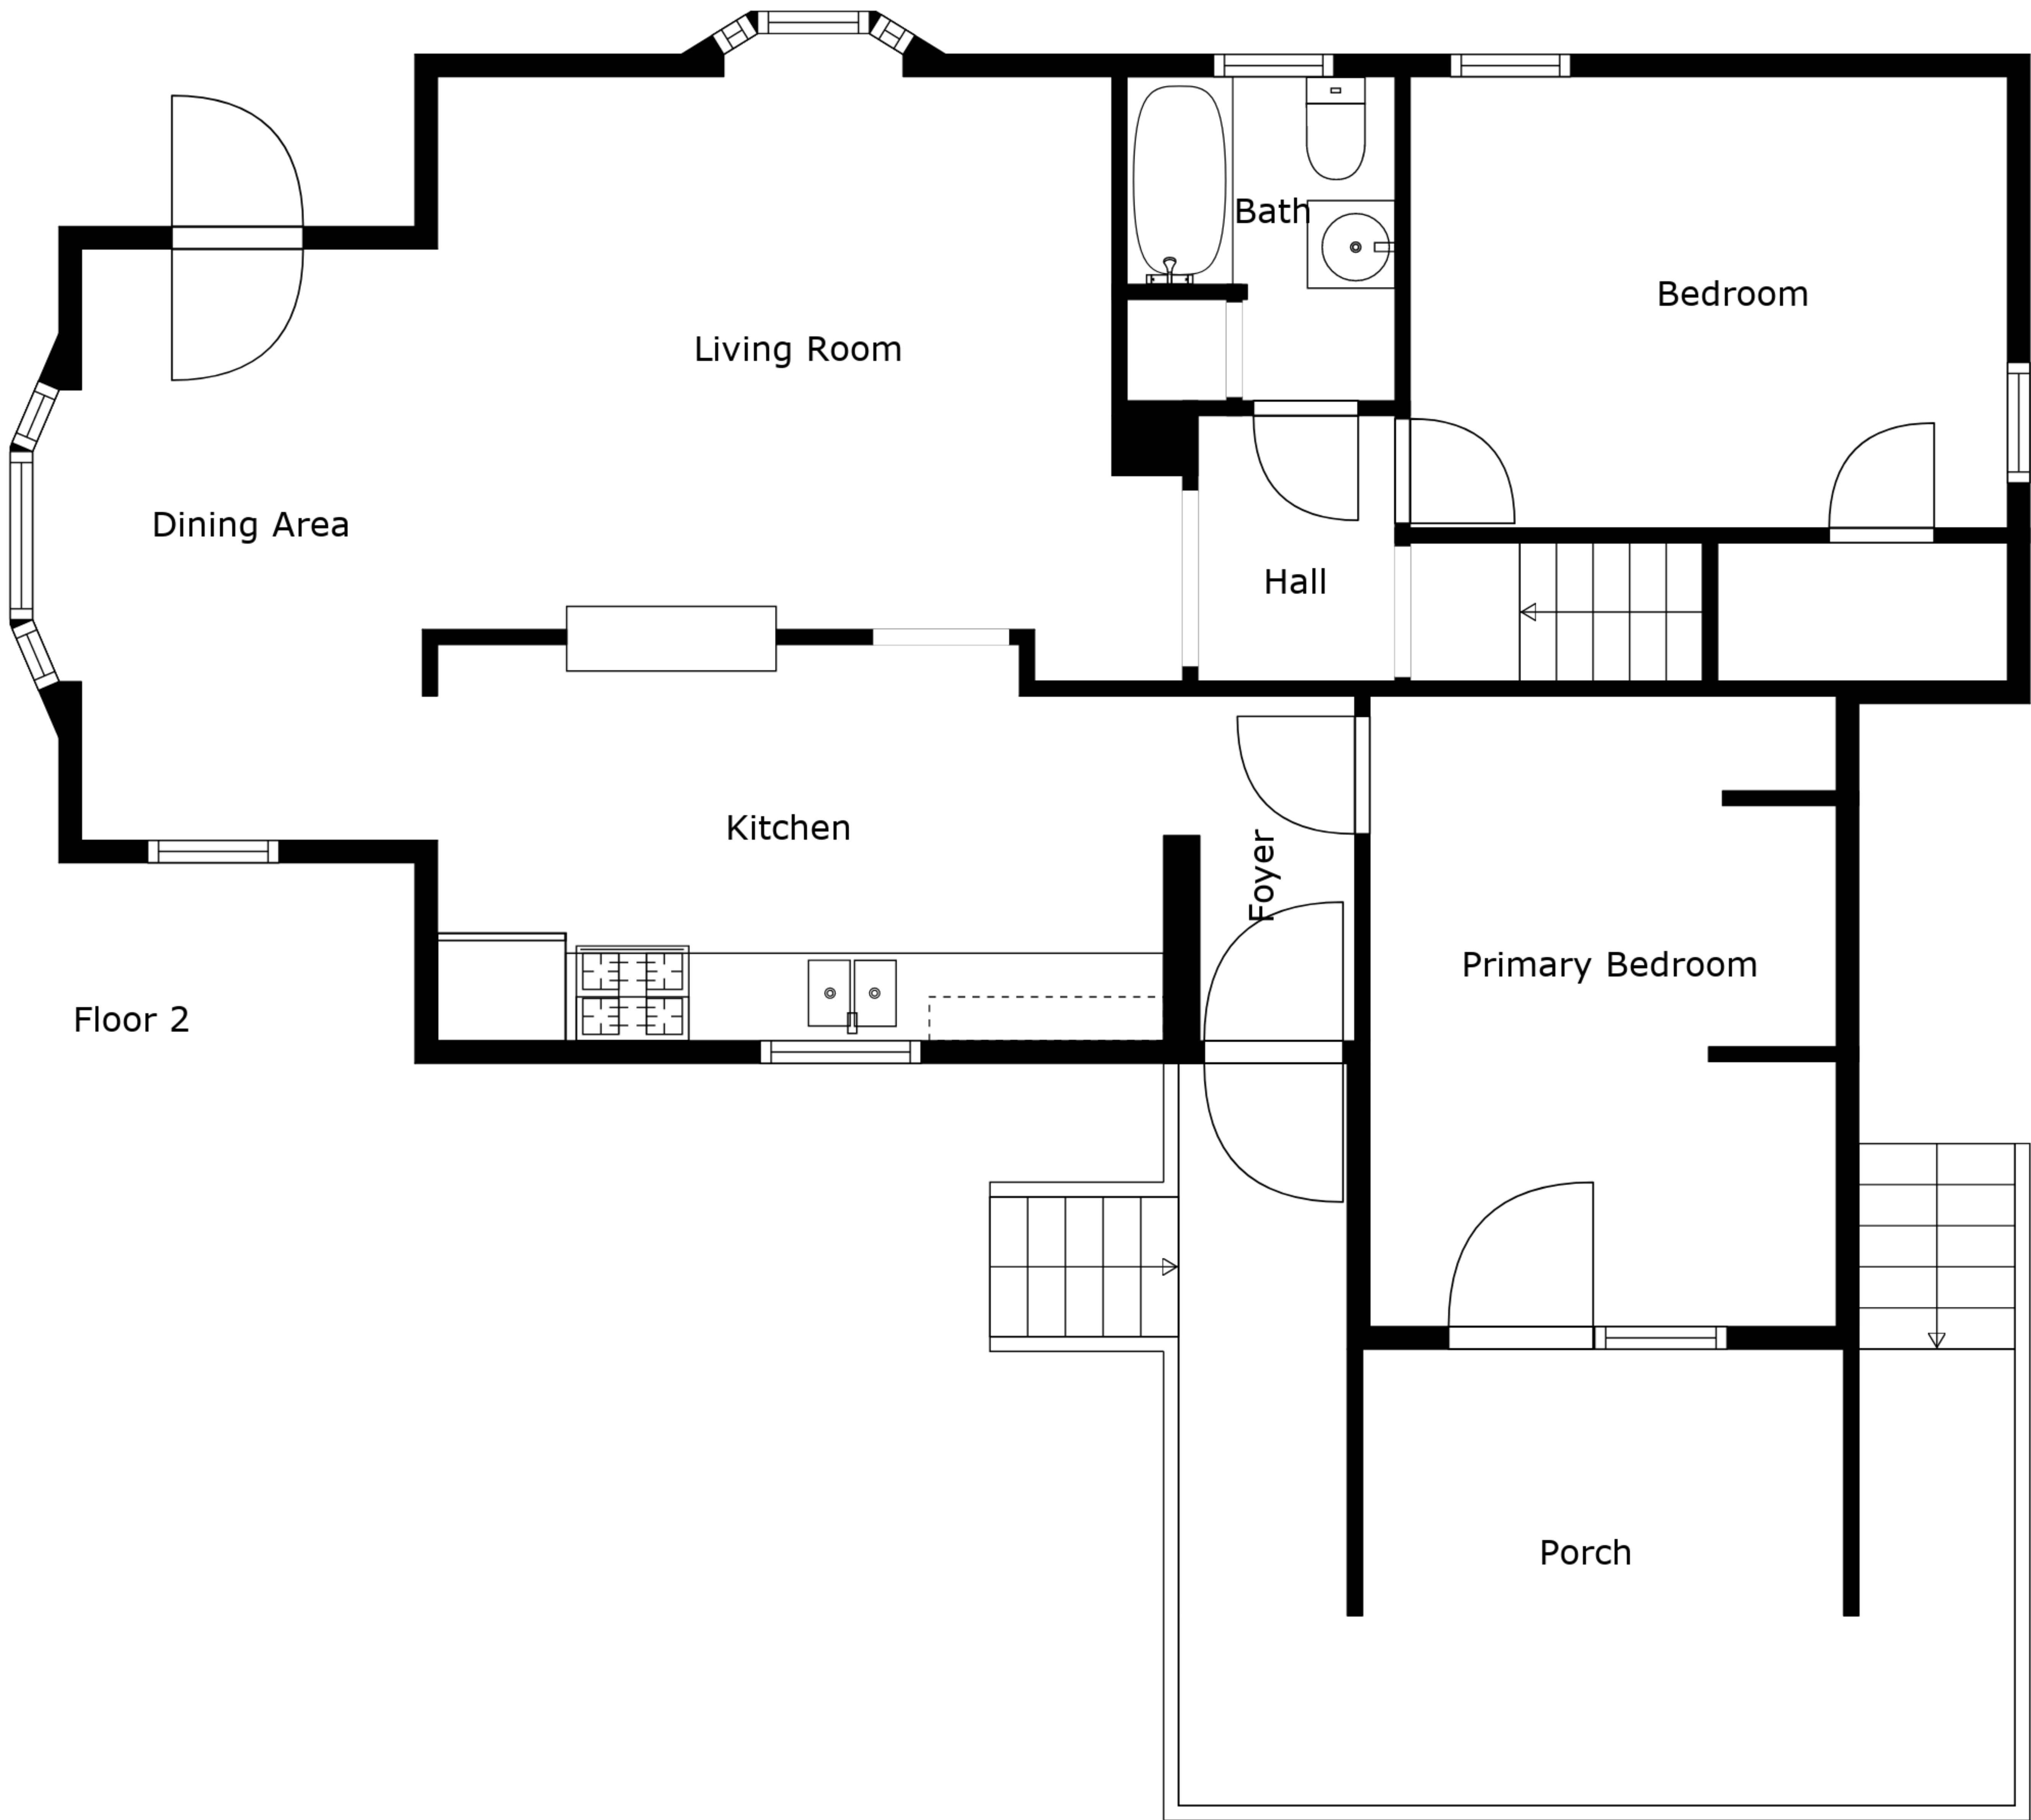 Bath
Bedroom
Living Room
Dining Area
Hall
Kitchen
Foyer
Primary Bedroom
Floor 2
Porch